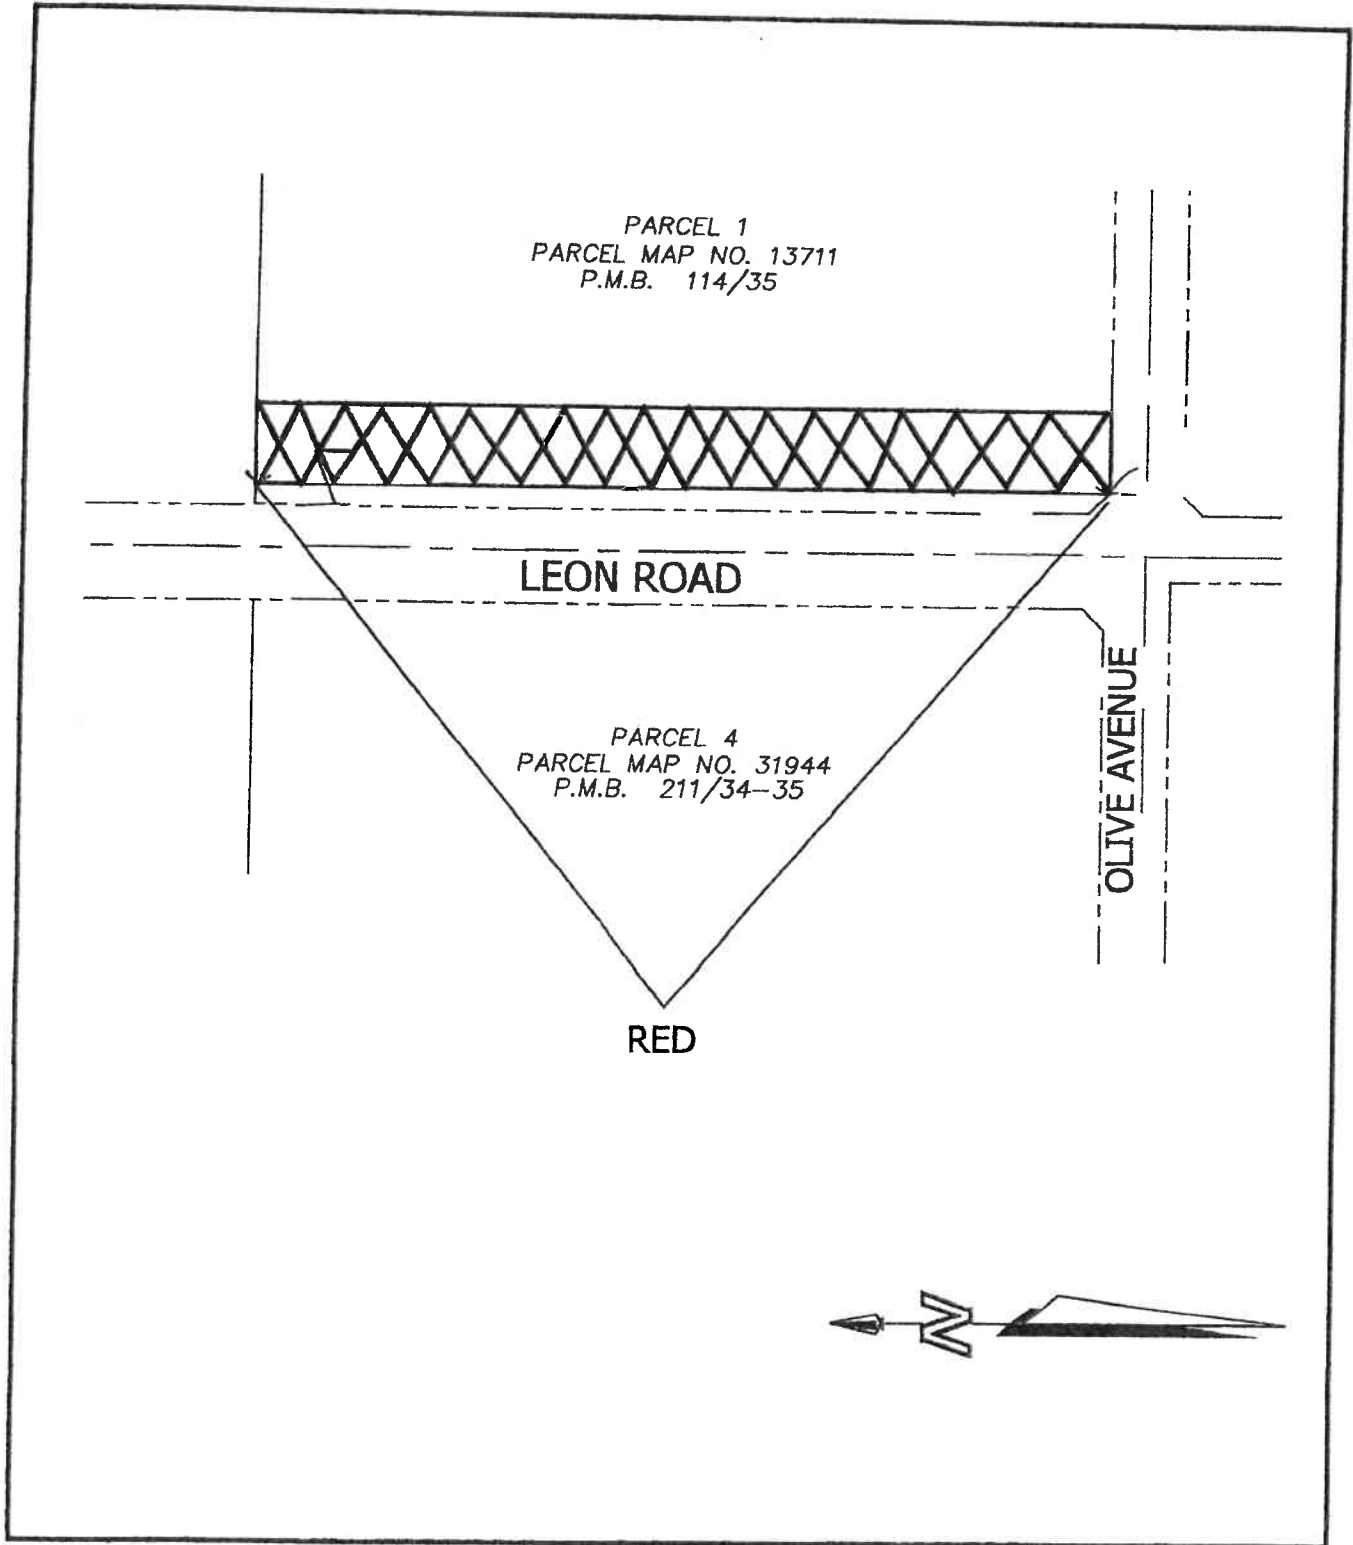 PARCEL 1
PARCEL MAP NO. 13711
P.M.B. 114/35
LEON ROAD
PARCEL 4
PARCEL MAP NO. 31944
P.M.B. 211/34-35
OLIVE AVENUE
RED
N